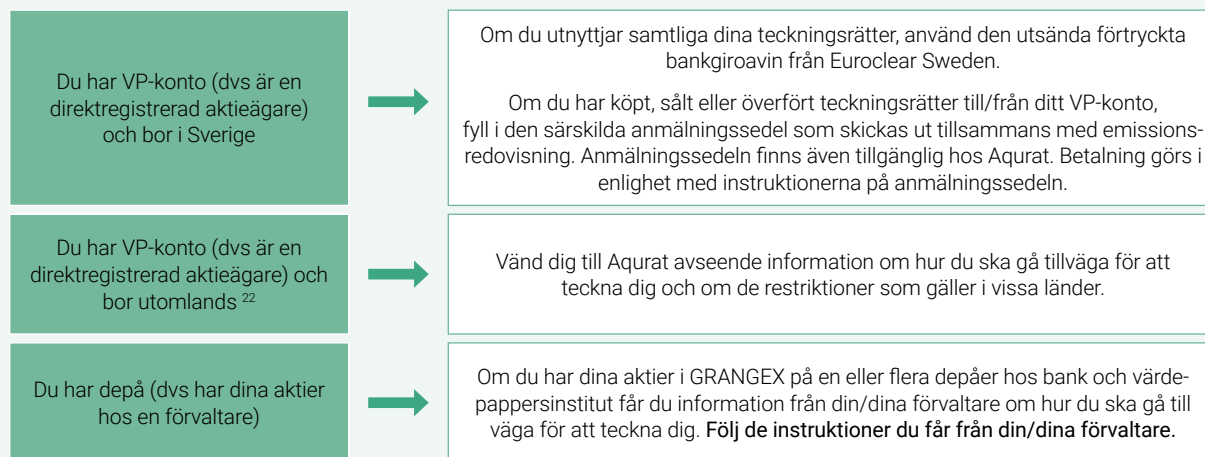 Du har VP-konto (dvs är en
direktregistrerad aktieägare)
och bor i Sverige
Om du utnyttjar samtliga dina teckningsrätter, använd den utsända förtryckta
bankgiroavin från Euroclear Sweden.
Om du har köpt, sålt eller överfört teckningsrätter till/från ditt VP-konto,
fyll i den särskilda anmälningssedel som skickas ut tillsammans med emissions-
redovisning. Anmälningssedeln finns även tillgänglig hos Aqurat. Betalning görs i
enlighet med instruktionerna på anmälningssedeln.
Du har VP-konto (dvs är en
direktregistrerad aktieägare) och
bor utomlands 22
Vänd dig till Aqurat avseende information om hur du ska gå tillväga för att
teckna dig och om de restriktioner som gäller i vissa länder.
Du har depå (dvs har dina aktier
hos en förvaltare)
Om du har dina aktier i GRANGEX på en eller flera depåer hos bank och värde-
pappersinstitut får du information från din/dina förvaltare om hur du ska gå till
väga för att teckna dig. Följ de instruktioner du får från din/dina förvaltare.